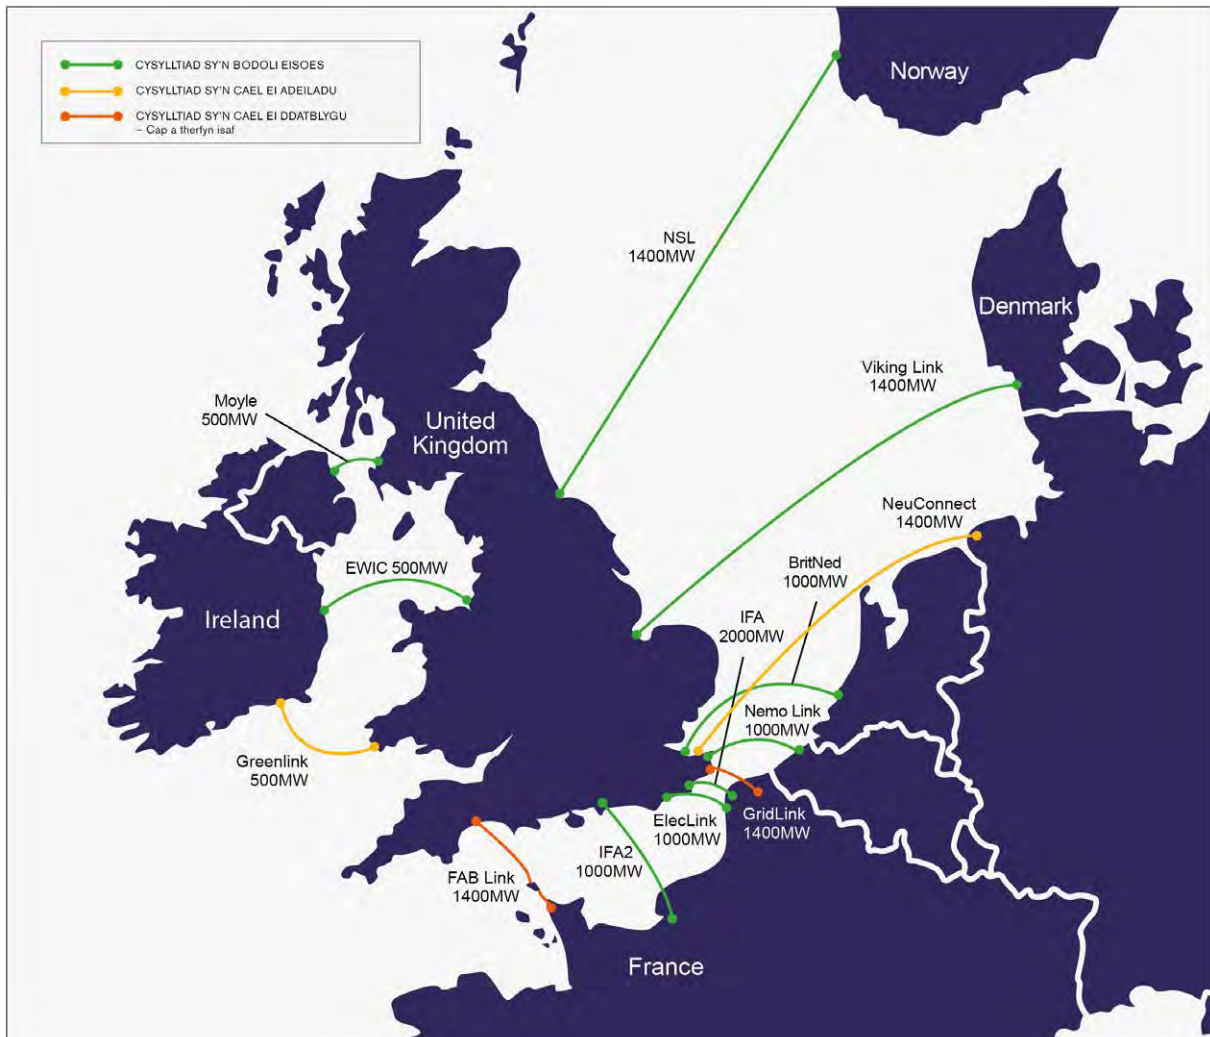 CYSYLLTIAD SY'N BODOLI EISOES
CYSYLLTIAD SY'N CAEL EI ADEILADU
CYSYLLTIAD SY'N CAEL EI DDATBLYGU
– Cap a therfyn isaf
Norway
NSL
1400MW
Denmark
Viking Link
1400MW
Moyle
500MW
United
Kingdom
NeuConnect
1400MW
BritNed
1000MW
EWIC 500MW
IFA
2000MW
Ireland
Nemo Link
1000MW
Greenlink
500MW
ElecLink
1000MW
GridLink
1400MW
IFA2
1000MW
FAB Link
1400MW
France